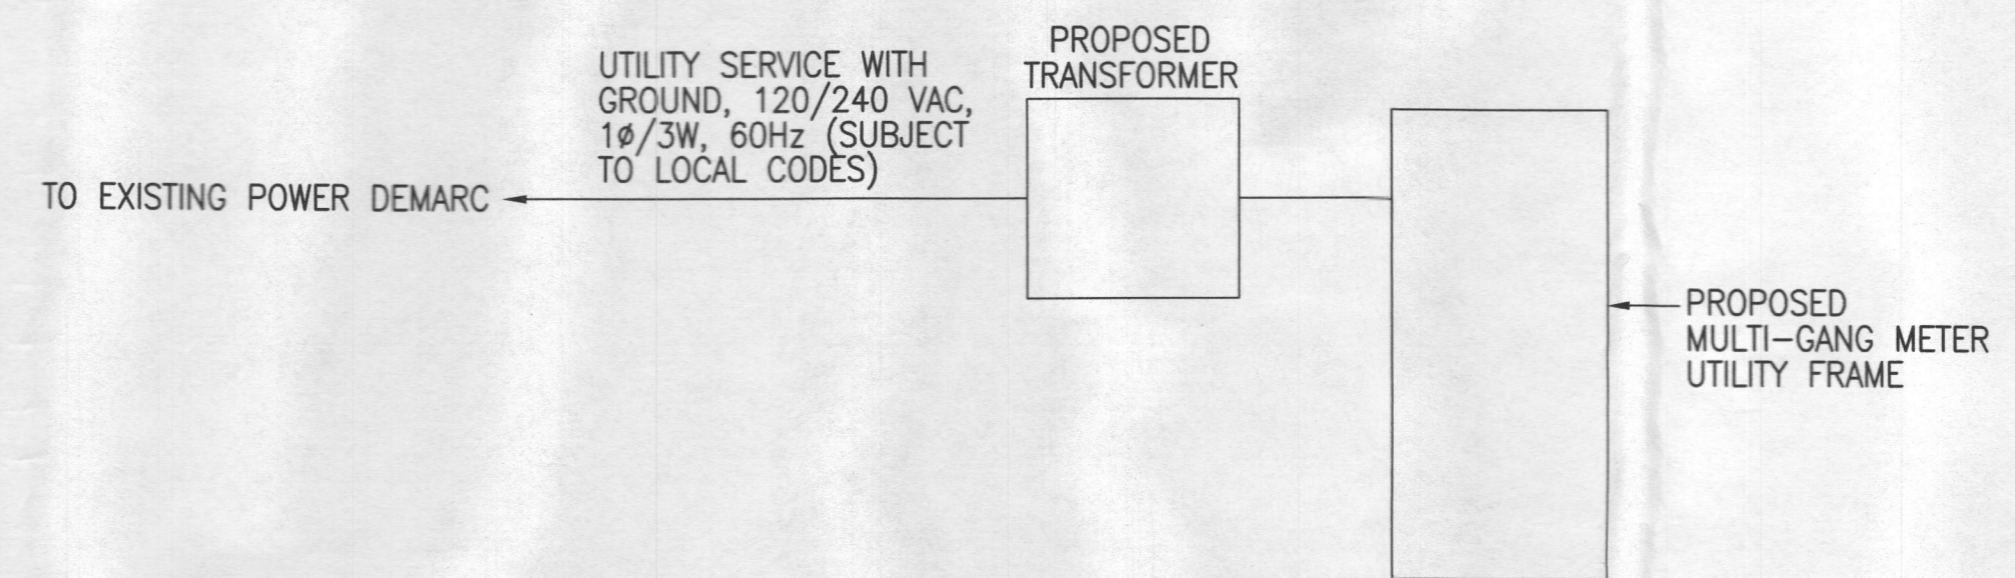 PROPOSED
TRANSFORMER
UTILITY SERVICE WITH
GROUND, 120/240 VAC,
1ø/3W, 60Hz (SUBJECT
TO LOCAL CODES)
TO EXISTING POWER DEMARC
PROPOSED
MULTI-GANG METER
UTILITY FRAME